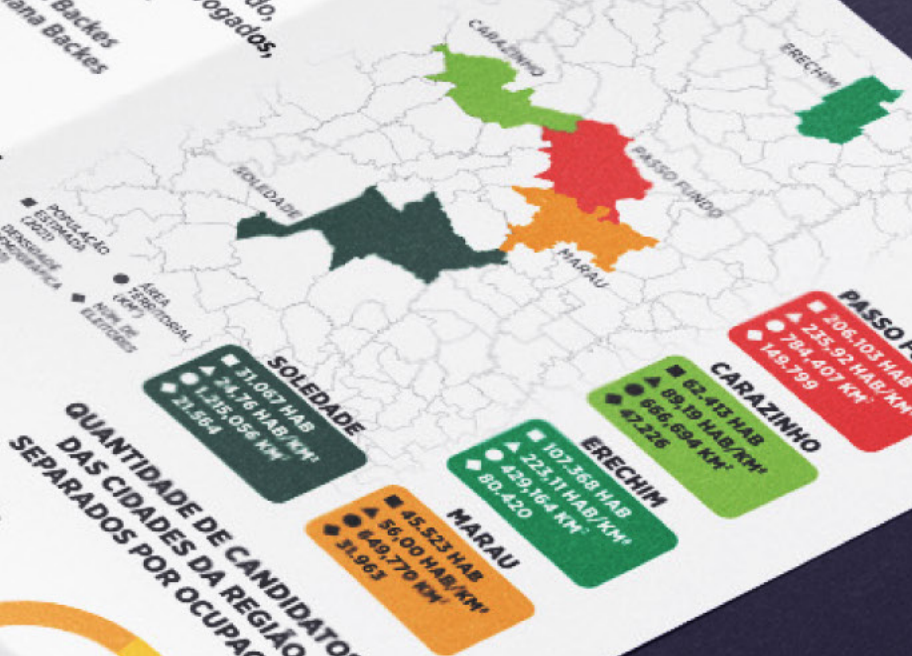 do,
ogados,
Backes
ana Backes
CARAZINHO
ERECHIM
PASSO FUNDO
SOLEDADE
MARAU
POPULAÇÃO
ESTIMADA
(2021)
DENSIDADE
ÁREA
TERRITORIAL
(KM²)
NÚM. DE
ELEITORES
PASSO
206.103 HAB
235,92 HAB/KM²
784,407 KM²
149.799
CARAZINHO
62.413 HAB
89,19 HAB/KM²
686,694 KM²
47.226
ERECHIM
107.368 HAB
223,11 HAB/KM²
429,164 KM²
80.420
SOLEDADE
31.067 HAB
24,76 HAB/KM²
1.215,056 KM²
21.564
MARAU
45.523 HAB
56,00 HAB/KM²
649,770 KM²
31.963
QUANTIDADE DE CANDIDATOS
DAS CIDADES DA REGIÃO
SEPARADOS POR OCUPAÇ